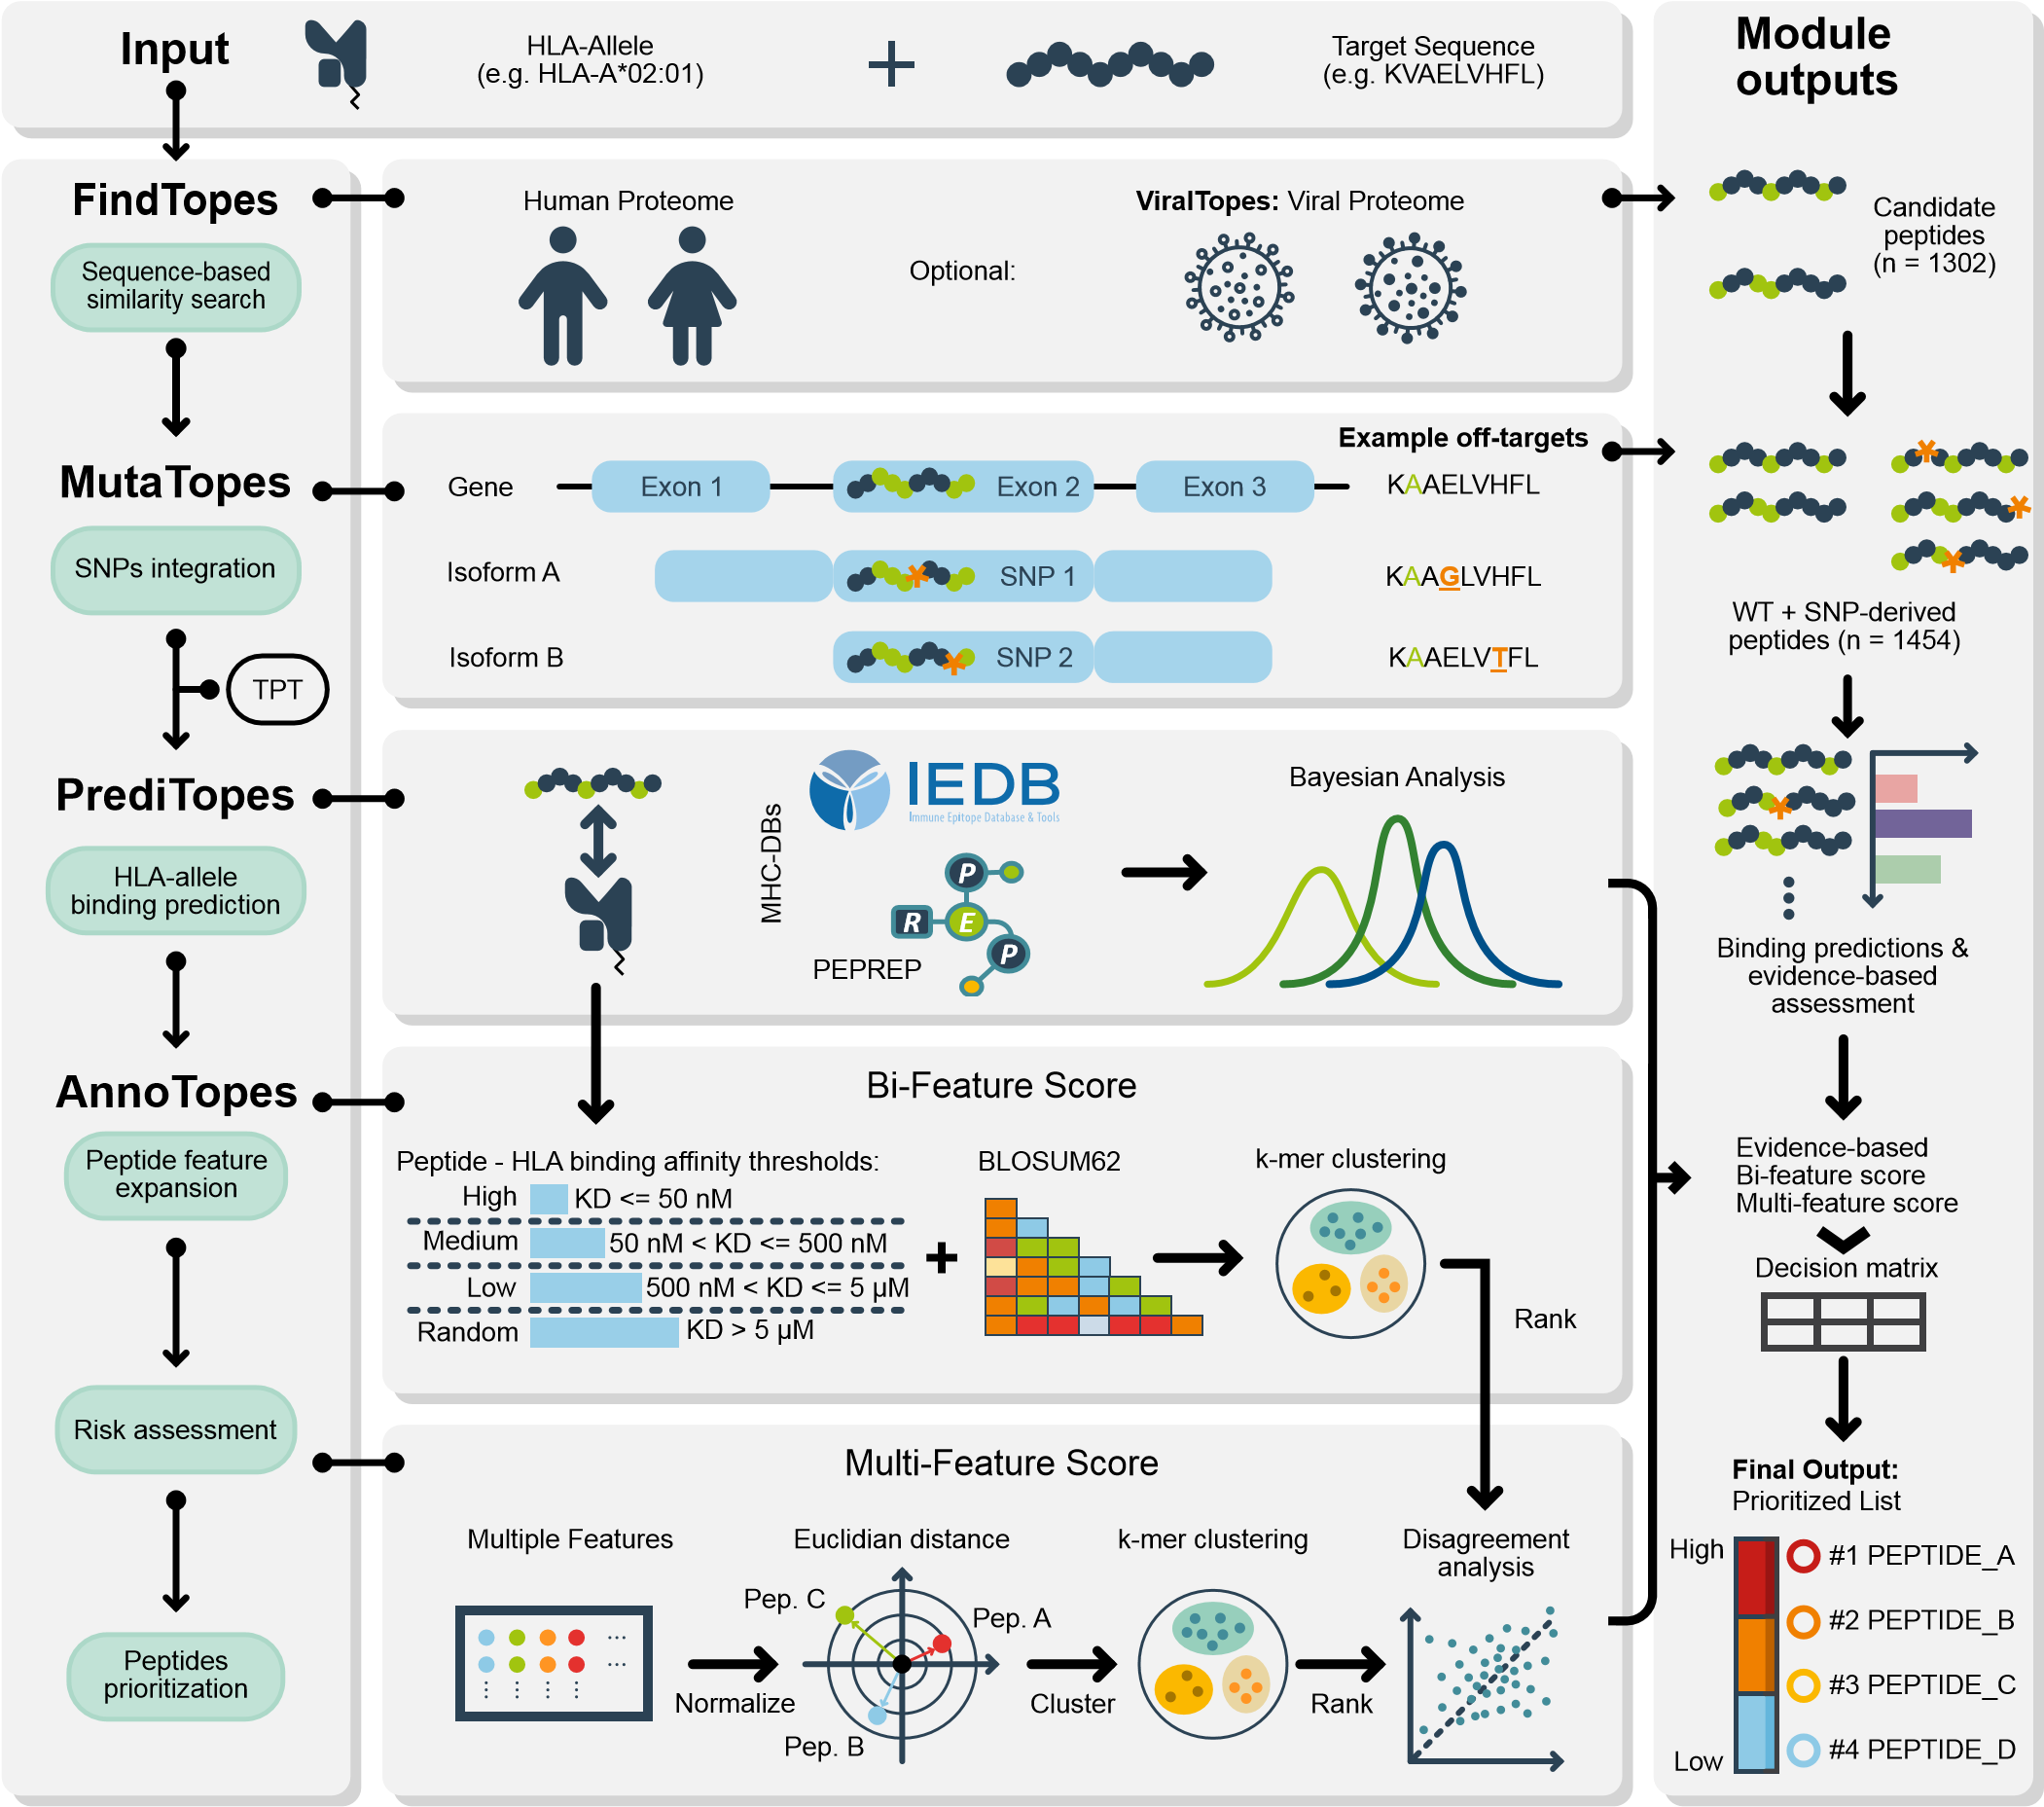 Input
HLA-Allele
(e.g. HLA-A*02:01)
Target Sequence
(e.g. KVAELVHFL)
Module
outputs
FindTopes
Sequence-based
similarity search
Human Proteome
Optional:
ViralTopes: Viral Proteome
Candidate
peptides
(n = 1302)
MutaTopes
SNPs integration
TPT
Example off-targets
Gene
Exon 1
Exon 2
Exon 3
KAAELVHFL
Isoform A
SNP 1
KAAGLVHFL
Isoform B
SNP 2
KAAELVTFL
WT + SNP-derived
peptides (n = 1454)
PrediTopes
HLA-allele
binding prediction
MHC-DBs
IEDB
Immune Epitope Database & Tools
P
R
E
P
PEPREP
Bayesian Analysis
Binding predictions &
evidence-based
assessment
AnnoTopes
Peptide feature
expansion
Risk assessment
Peptides
prioritization
Bi-Feature Score
Peptide - HLA binding affinity thresholds:
High
KD <= 50 nM
Medium
50 nM < KD <= 500 nM
Low
500 nM < KD <= 5 µM
Random
KD > 5 µM
BLOSUM62
k-mer clustering
Rank
Evidence-based
Bi-feature score
Multi-feature score
Decision matrix
Multi-Feature Score
Multiple Features
...
...
Normalize
Euclidian distance
Pep. C
Pep. A
Pep. B
Cluster
k-mer clustering
Rank
Disagreement
analysis
Final Output:
Prioritized List
High
Low
#1 PEPTIDE_A
#2 PEPTIDE_B
#3 PEPTIDE_C
#4 PEPTIDE_D